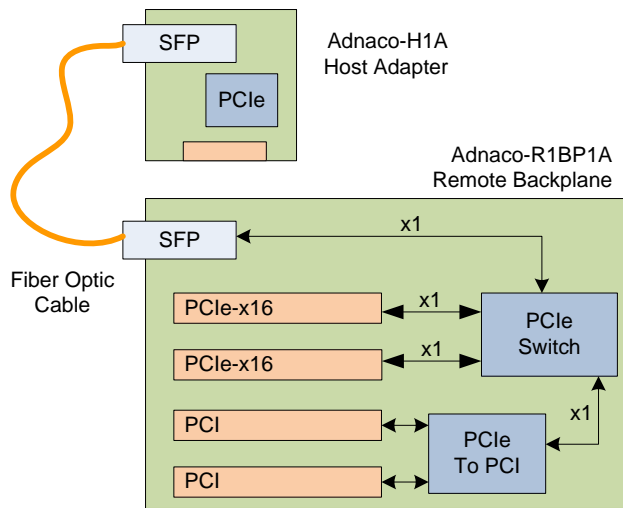 SFP
Adnaco-H1A
Host Adapter
PCIe
Adnaco-R1BP1A
Remote Backplane
SFP
x1
Fiber Optic
Cable
PCIe-x16
x1
PCIe
Switch
PCIe-x16
x1
x1
PCI
PCIe
To PCI
PCI